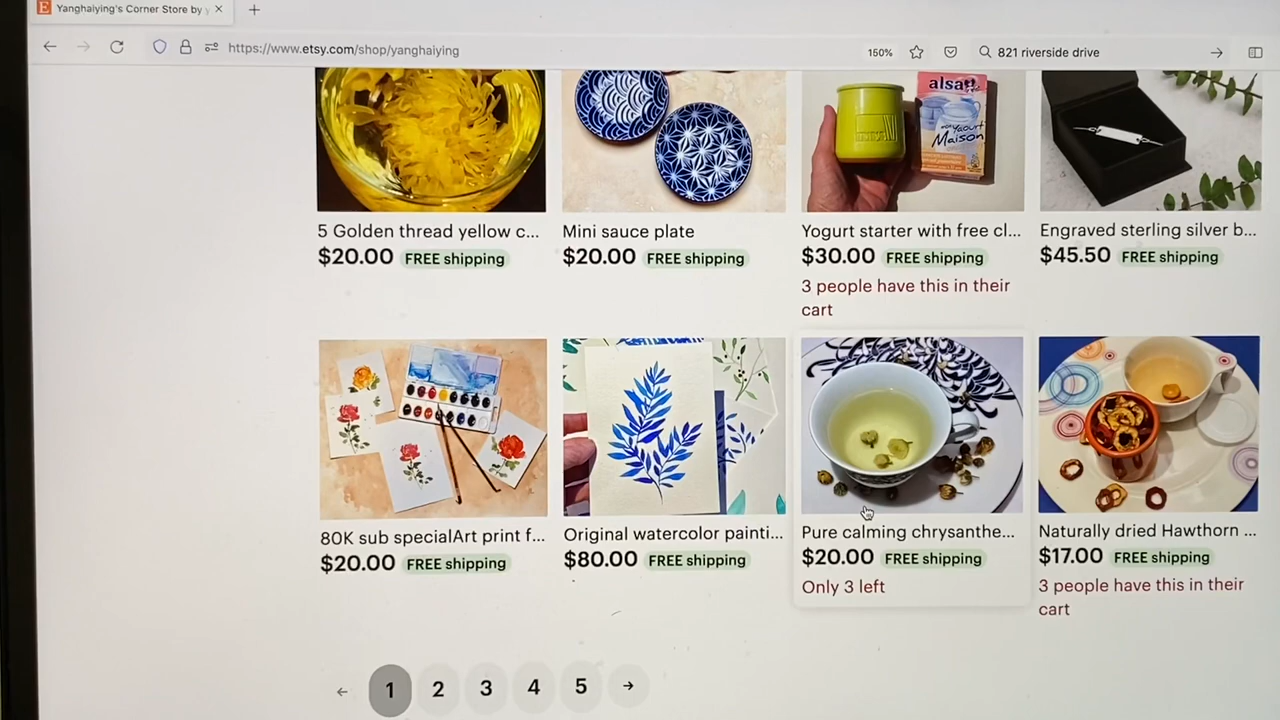 Yanghaiying's Corner Store by
https://www.etsy.com/shop/yanghaiying
150%
821 riverside drive
alsa
mon Yaourt
Maison
5 Golden thread yellow c...
Mini sauce plate
Yogurt starter with free cl...
Engraved sterling silver b...
$20.00 FREE shipping
$20.00 FREE shipping
$30.00 FREE shipping
$45.50 FREE shipping
3 people have this in their
cart
80K sub specialArt print f...
Original watercolor painti...
Pure calming chrysanthe...
Naturally dried Hawthorn ...
$20.00 FREE shipping
$80.00 FREE shipping
$20.00 FREE shipping
$17.00 FREE shipping
Only 3 left
3 people have this in their
cart
1 2 3 4 5